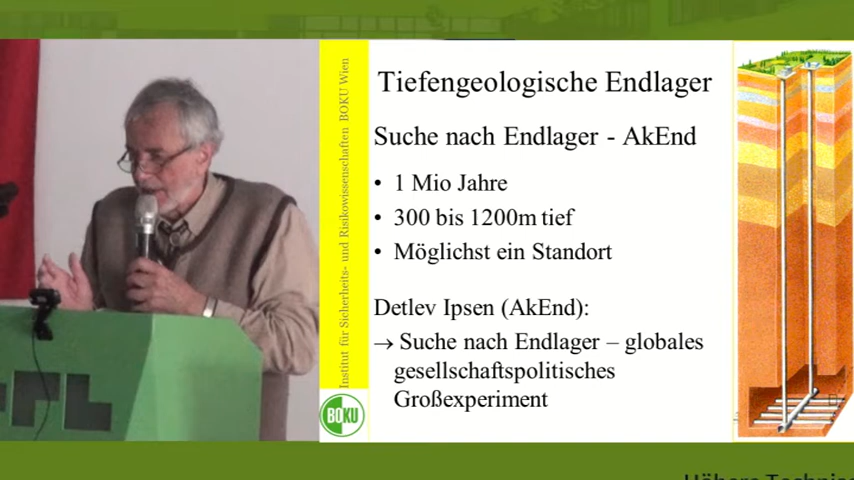 Tiefengeologische Endlager
Suche nach Endlager - AkEnd
• 1 Mio Jahre
• 300 bis 1200m tief
• Möglichst ein Standort
Detlev Ipsen (AkEnd):
→ Suche nach Endlager – globales
gesellschaftspolitisches
Großexperiment
Institut für Sicherheits- und Risikowissenschaften BOKU Wien
BOKU